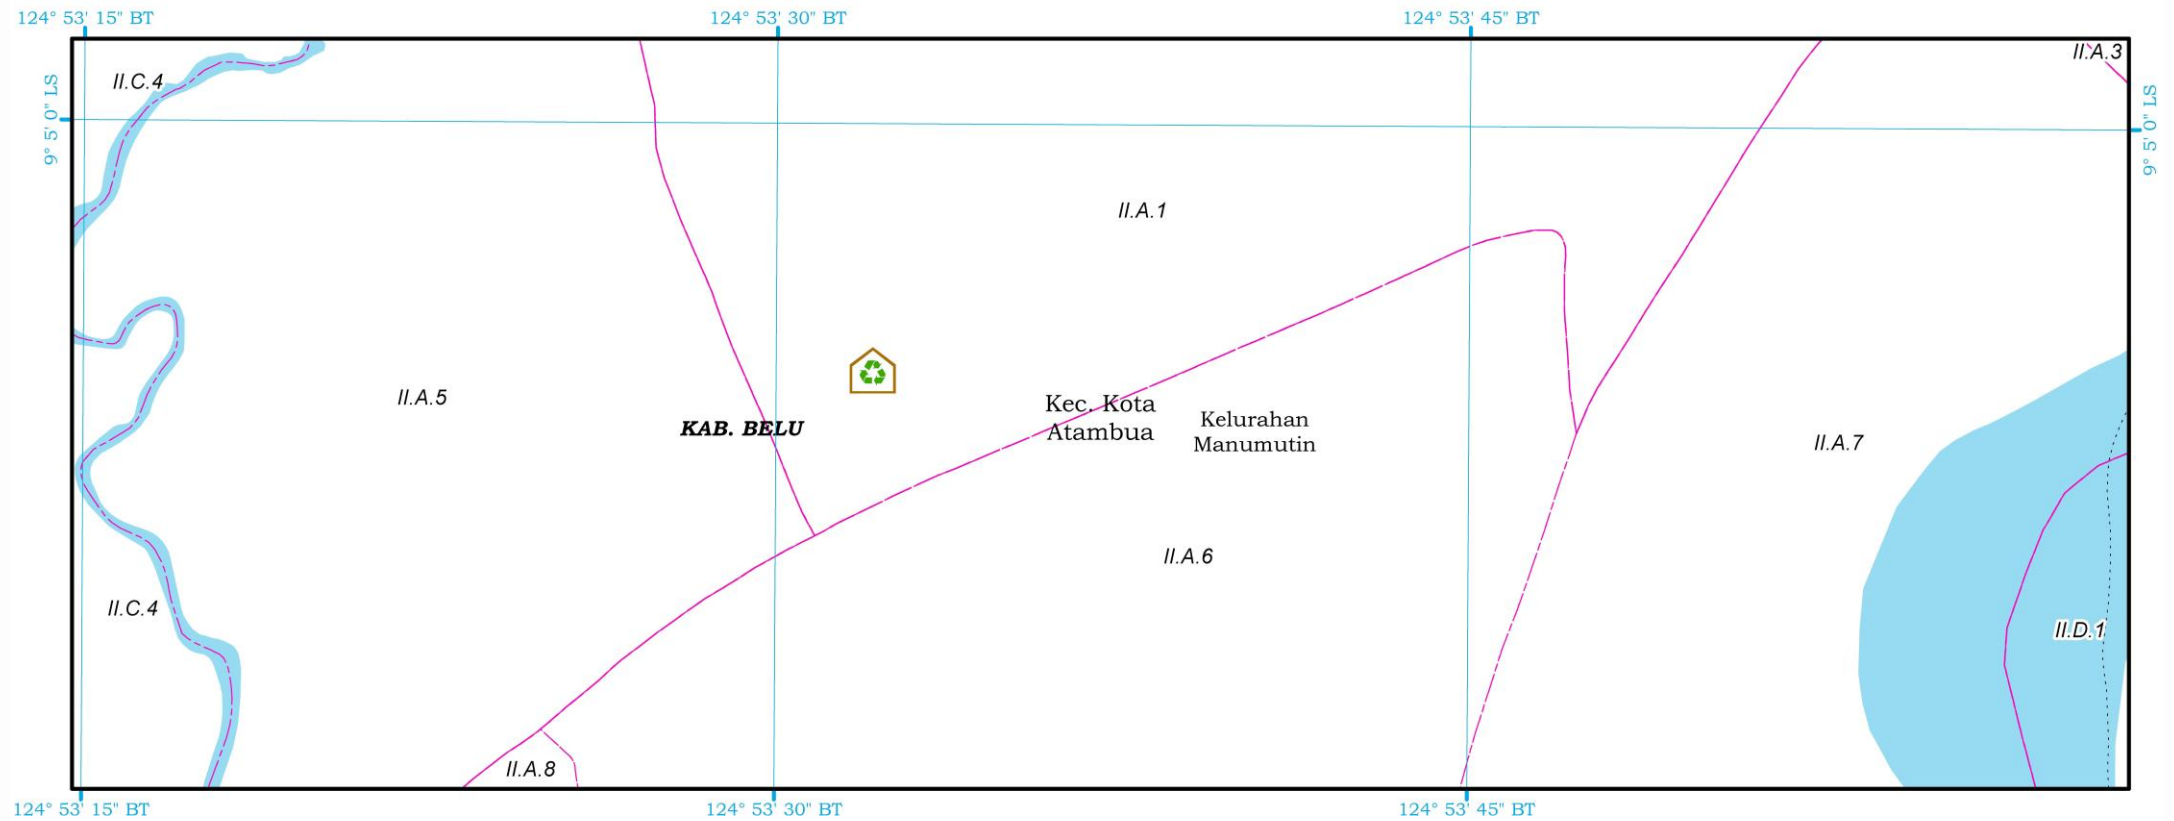 124° 53' 15" BT
124° 53' 30" BT
124° 53' 45" BT
II.A.3
II.C.4
9° 5' 0" LS
9° 5' 0" LS
II.A.1
II.A.5
Kec. Kota
Atambua
Kelurahan
Manumutin
KAB. BELU
II.A.7
II.A.6
II.C.4
II.D.1
II.A.8
124° 53' 15" BT
124° 53' 30" BT
124° 53' 45" BT